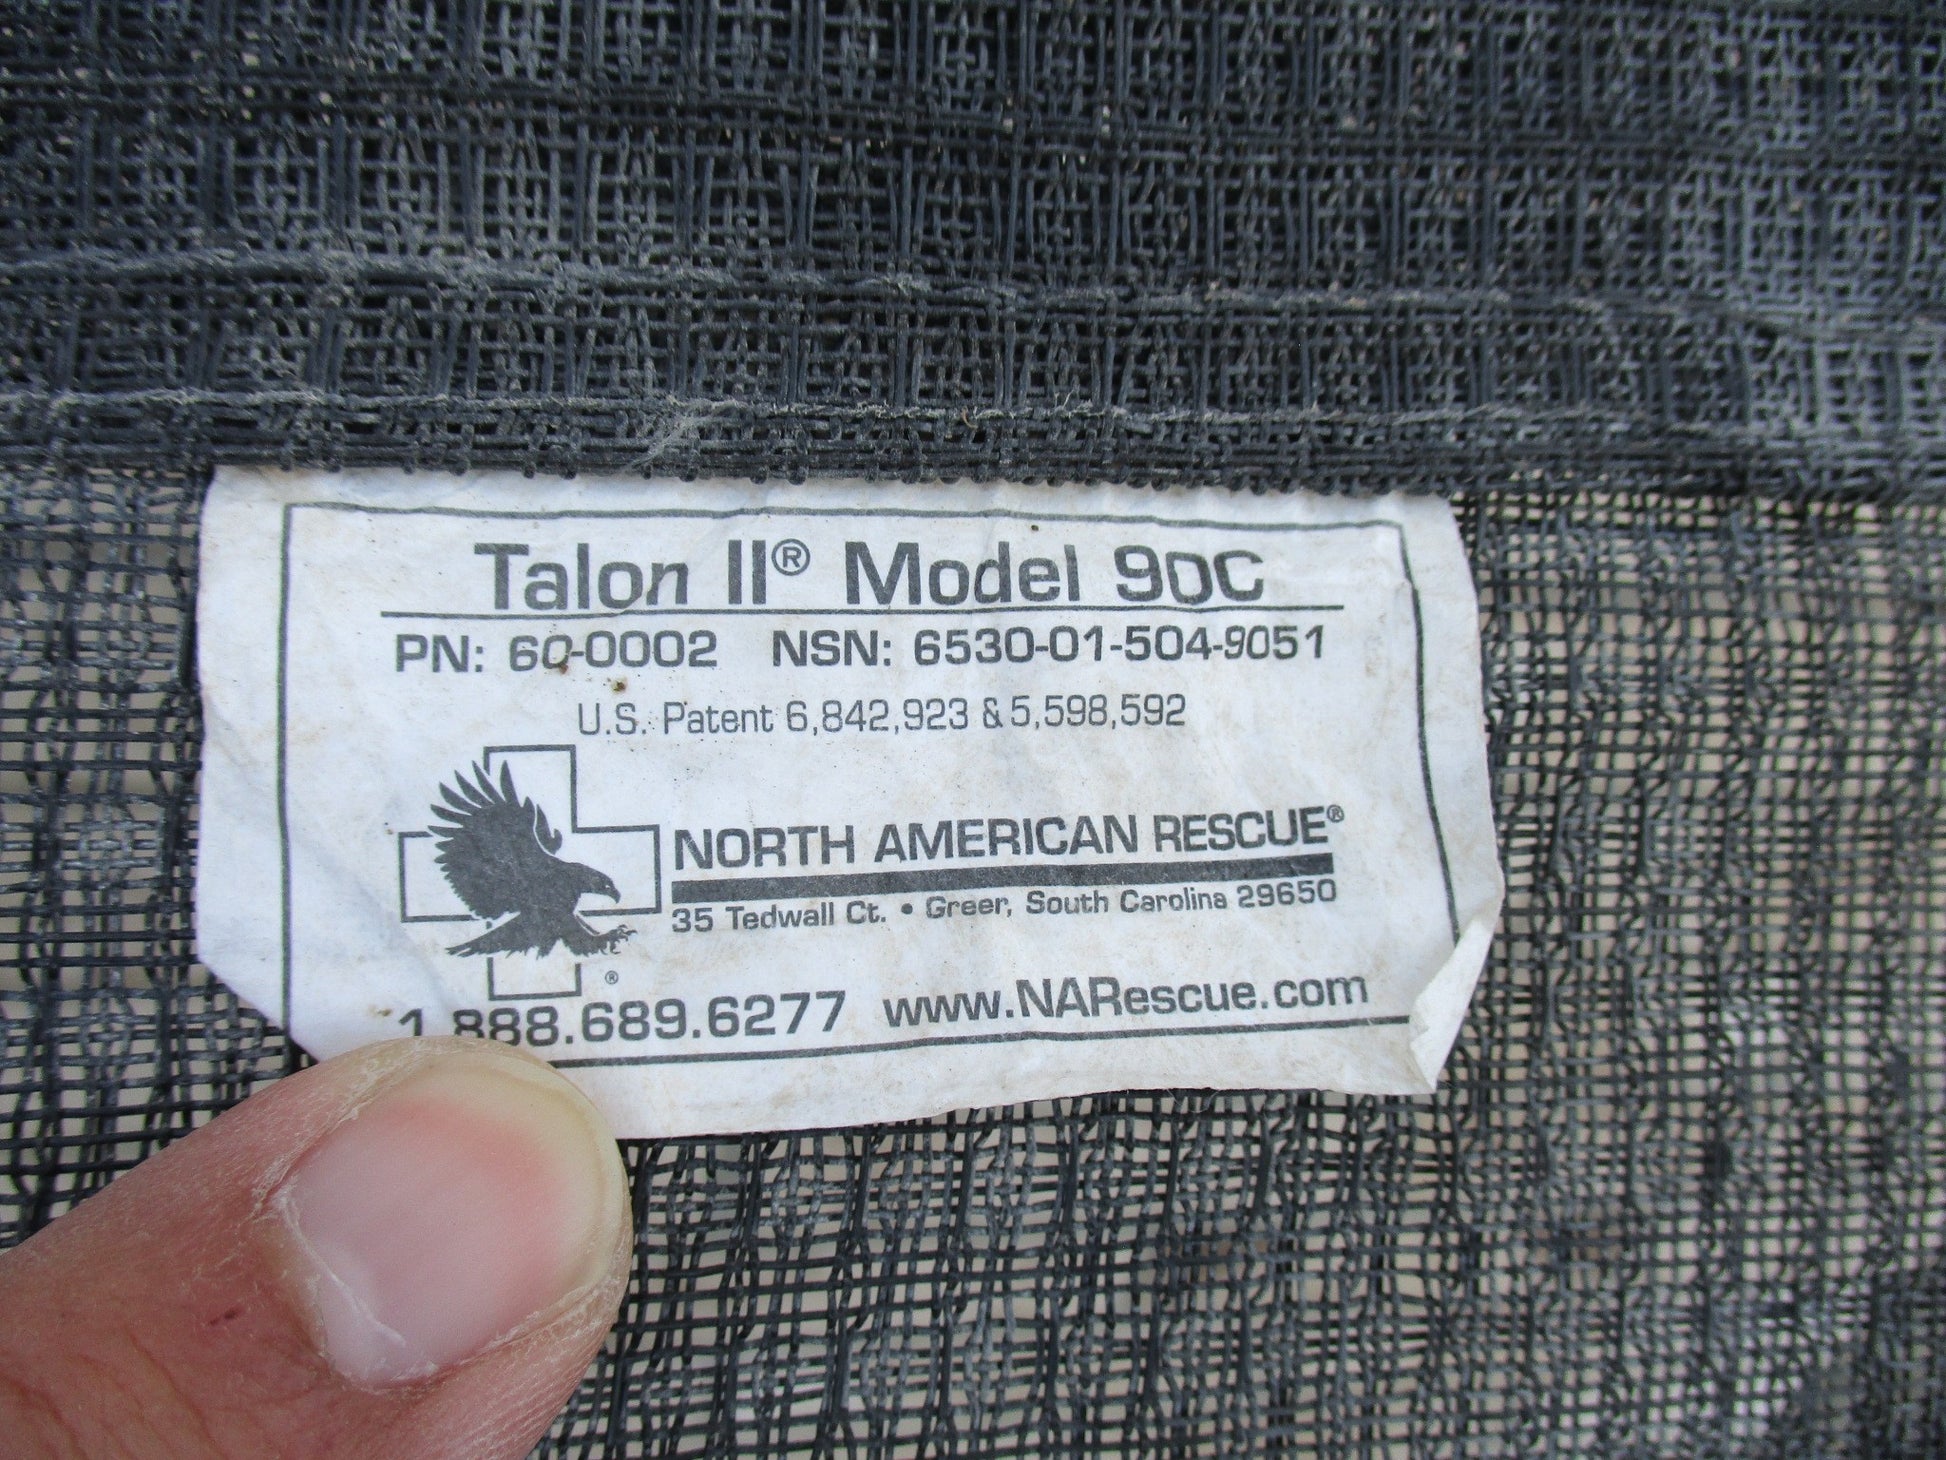 Talon II® Model 90C
PN: 60-0002 NSN: 6530-01-504-9051
U.S. Patent 6,842,923 & 5,598,592
NORTH AMERICAN RESCUE®
35 Tedwall Ct. • Greer, South Carolina 29650
®
1.888.689.6277 www.NARescue.com